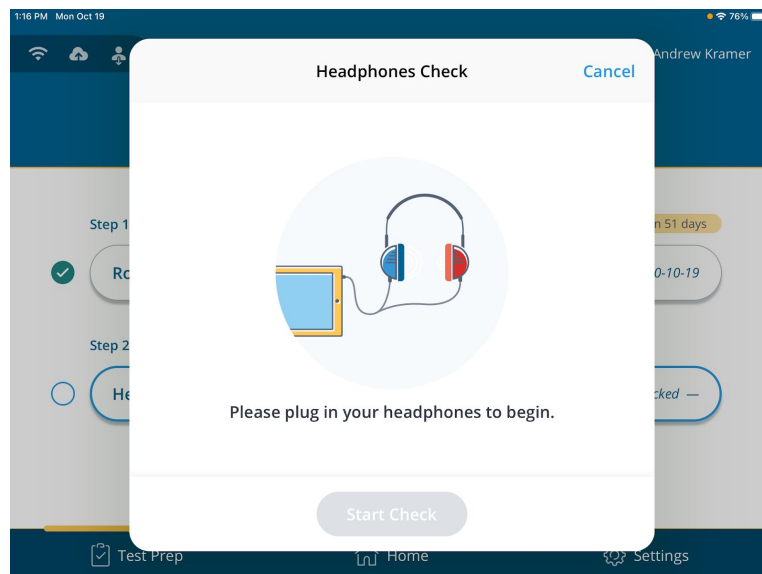 1:16 PM Mon Oct 19
76%
Andrew Kramer
Headphones Check
Cancel
Step 1
n 51 days
Ro
0-10-19
Step 2
He
cked —
Please plug in your headphones to begin.
Start Check
Test Prep
Home
Settings